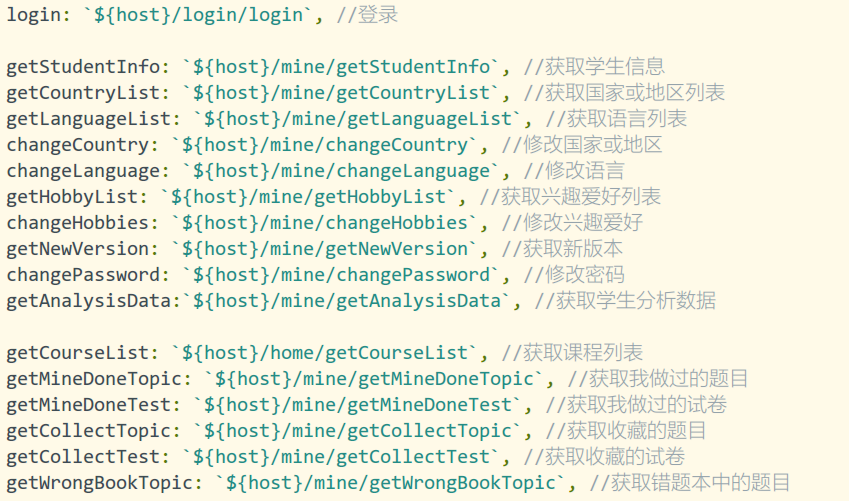 login: `${host}/login/login`, //登录
getStudentInfo: `${host}/mine/getStudentInfo`, //获取学生信息
getCountryList: `${host}/mine/getCountryList`, //获取国家或地区列表
getLanguageList: `${host}/mine/getLanguageList`, //获取语言列表
changeCountry: `${host}/mine/changeCountry`, //修改国家或地区
changeLanguage: `${host}/mine/changeLanguage`, //修改语言
getHobbyList: `${host}/mine/getHobbyList`, //获取兴趣爱好列表
changeHobbies: `${host}/mine/changeHobbies`, //修改兴趣爱好
getNewVersion: `${host}/mine/getNewVersion`, //获取新版本
changePassword: `${host}/mine/changePassword`, //修改密码
getAnalysisData:`${host}/mine/getAnalysisData`, //获取学生分析数据
getCourseList: `${host}/home/getCourseList`, //获取课程列表
getMineDoneTopic: `${host}/mine/getMineDoneTopic`, //获取我做过的题目
getMineDoneTest: `${host}/mine/getMineDoneTest`, //获取我做过的试卷
getCollectTopic: `${host}/mine/getCollectTopic`, //获取收藏的题目
getCollectTest: `${host}/mine/getCollectTest`, //获取收藏的试卷
getWrongBookTopic: `${host}/mine/getWrongBookTopic`, //获取错题本中的题目